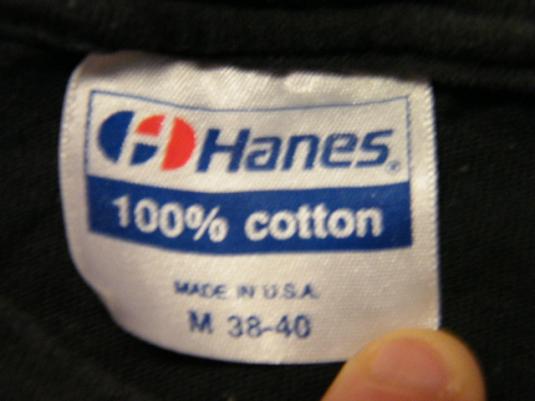 Hanes®
100% cotton
MADE IN U.S.A.
M 38-40